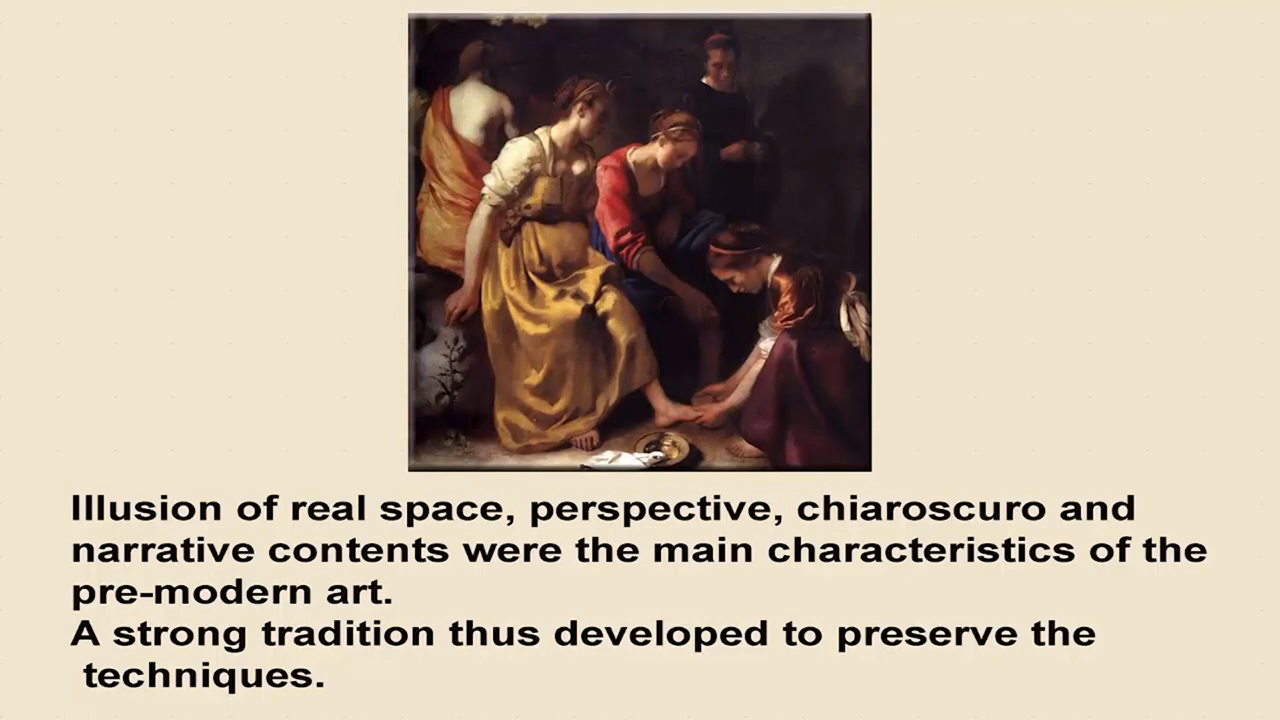 Illusion of real space, perspective, chiaroscuro and
narrative contents were the main characteristics of the
pre-modern art.
A strong tradition thus developed to preserve the
techniques.